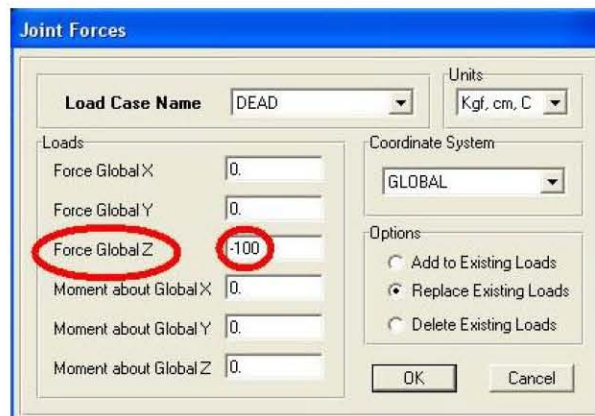 Joint Forces
Units
Load Case Name DEAD Kgf, cm, C
Loads
Force Global X 0.
Force Global Y 0.
Force Global Z -100
Moment about Global X 0.
Moment about Global Y 0.
Moment about Global Z 0.
Coordinate System
GLOBAL
Options
Add to Existing Loads
Replace Existing Loads
Delete Existing Loads
OK Cancel